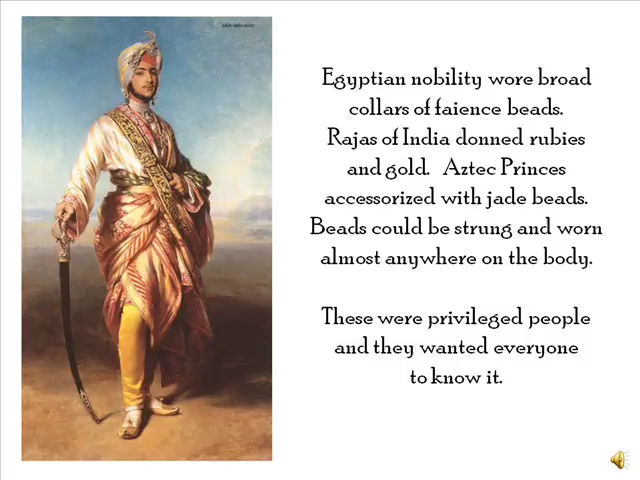 Egyptian nobility wore broad
collars of faience beads.
Rajas of India donned rubies
and gold. Aztec Princes
accessorized with jade beads.
Beads could be strung and worn
almost anywhere on the body.
These were privileged people
and they wanted everyone
to know it.